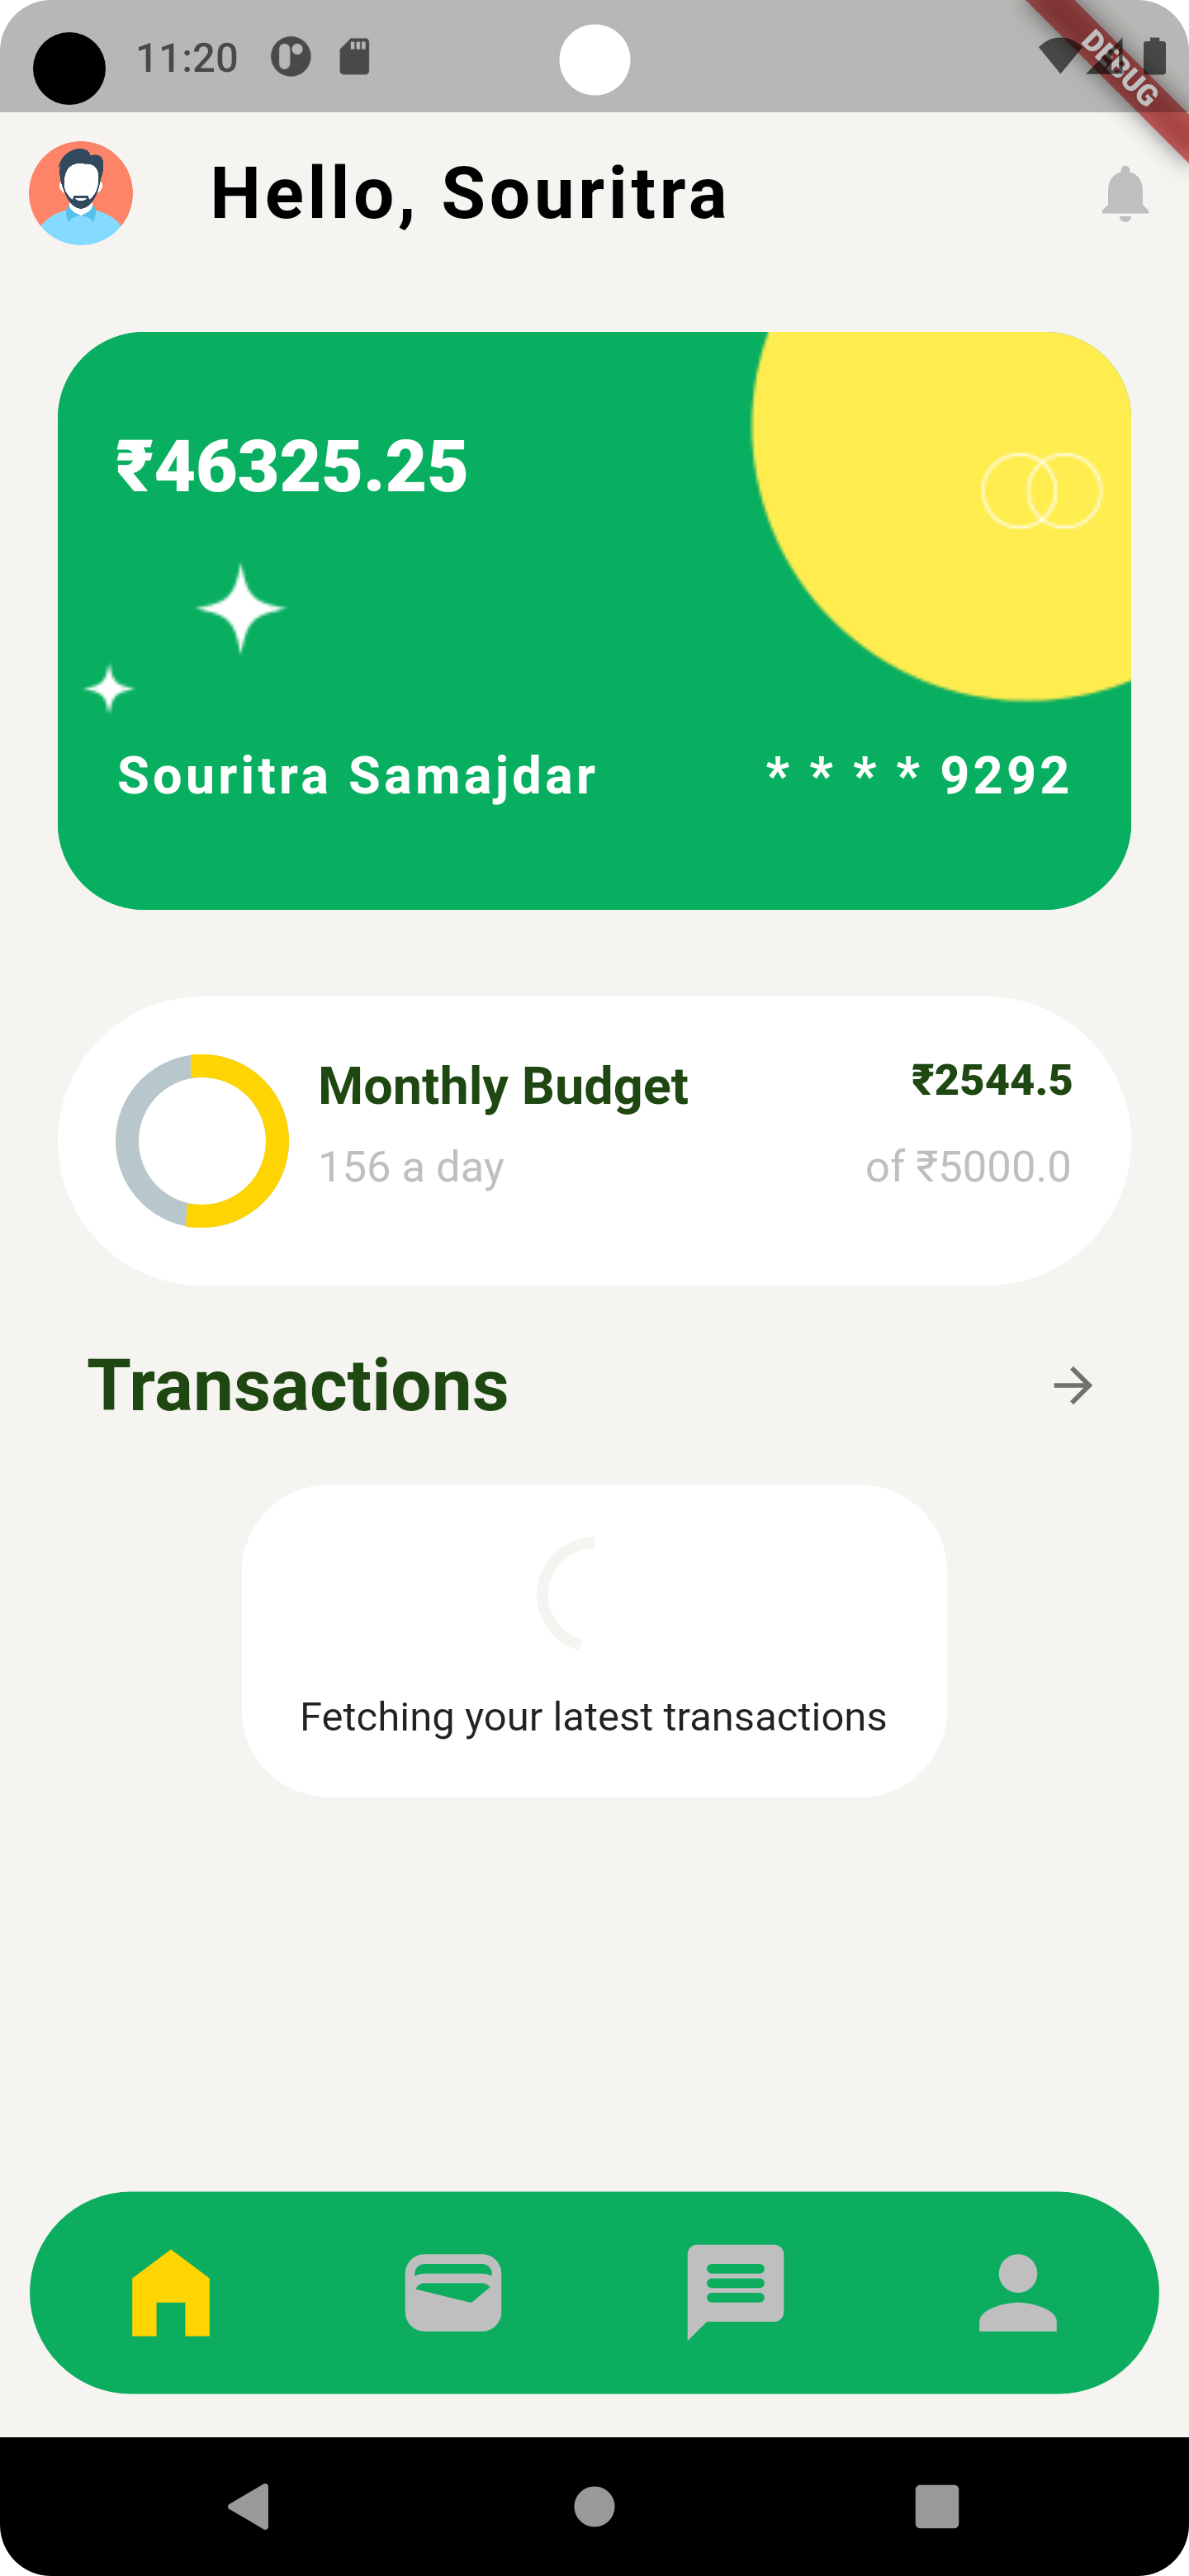 11:20
DEBUG
Hello, Souritra
₹46325.25
Souritra Samajdar
* * * * 9292
Monthly Budget
₹2544.5
156 a day
of ₹5000.0
Transactions
Fetching your latest transactions